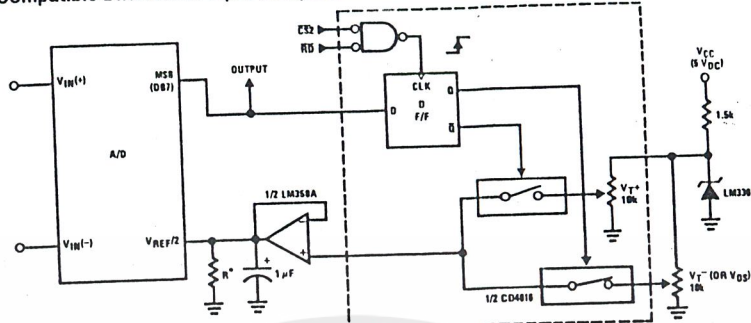 CS2
RD
VIN(+)
MSB
(DB7)
OUTPUT
CLK
D
D
F/F
Q
Q
VCC
(5 VDC)
1.5k
A/D
1/2 LM358A
VT+
10k
LM336
VIN(-)
VREF/2
-
+
R*
+
1 µF
1/2 CD4016
VT- (OR VOS)
10k